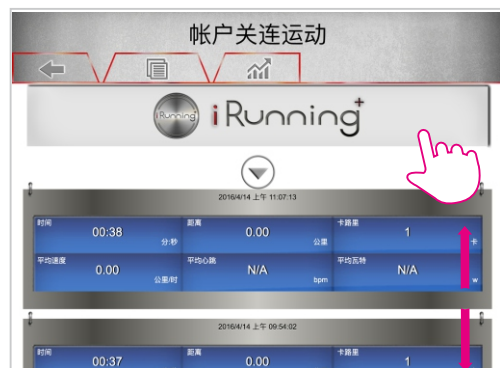 帐户关连运动
iRunning
iRunning+
2016/4/14 上午 11:07:13
时间 距离 卡路里
00:38 0.00 1
分:秒 公里 卡
平均速度 平均心跳 平均瓦特
0.00 N/A N/A
公里/时 bpm w
2016/4/14 上午 09:54:02
时间 距离 卡路里
00:37 0.00 1